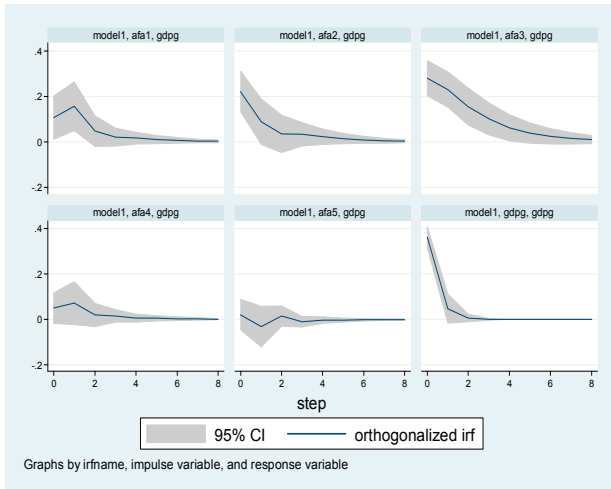 model1, afa1, gdpg
model1, afa2, gdpg
model1, afa3, gdpg
.4
.2
0
-.2
model1, afa4, gdpg
model1, afa5, gdpg
model1, gdpg, gdpg
.4
.2
0
-.2
0 2 4 6 8
0 2 4 6 8
0 2 4 6 8
step
95% CI
orthogonalized irf
Graphs by irfname, impulse variable, and response variable